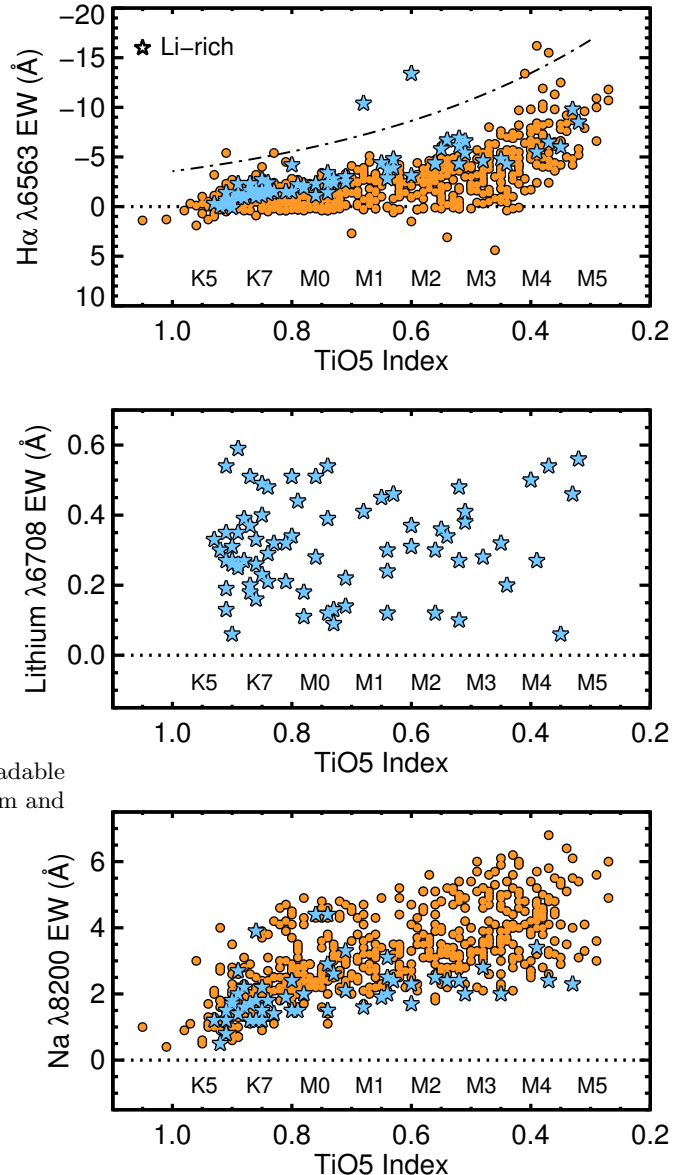 −20
−15
−10
−5
0
5
10
Hα λ6563 EW (Å)
Li−rich
K5 K7 M0 M1 M2 M3 M4 M5
1.0 0.8 0.6 0.4 0.2
TiO5 Index
0.6
0.4
0.2
0.0
Lithium λ6708 EW (Å)
K5 K7 M0 M1 M2 M3 M4 M5
1.0 0.8 0.6 0.4 0.2
TiO5 Index
adable
m and
6
4
2
0
Na λ8200 EW (Å)
K5 K7 M0 M1 M2 M3 M4 M5
1.0 0.8 0.6 0.4 0.2
TiO5 Index